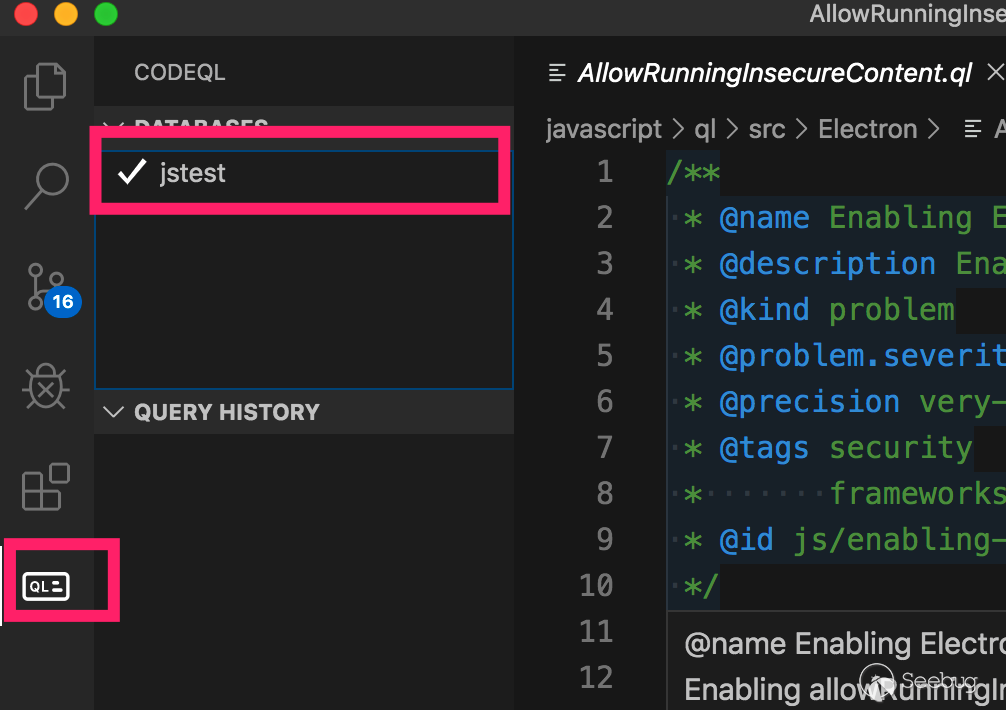 AllowRunningInse
CODEQL
DATABASES
jstest
16
QUERY HISTORY
QL
AllowRunningInsecureContent.ql
javascript > ql > src > Electron >
1 /**
2 * @name Enabling E
3 * @description Ena
4 * @kind problem
5 * @problem.severit
6 * @precision very-
7 * @tags security
8 * frameworks
9 * @id js/enabling-
10 */
11
12
@name Enabling Electro
Enabling allowRunningIn
Seebug